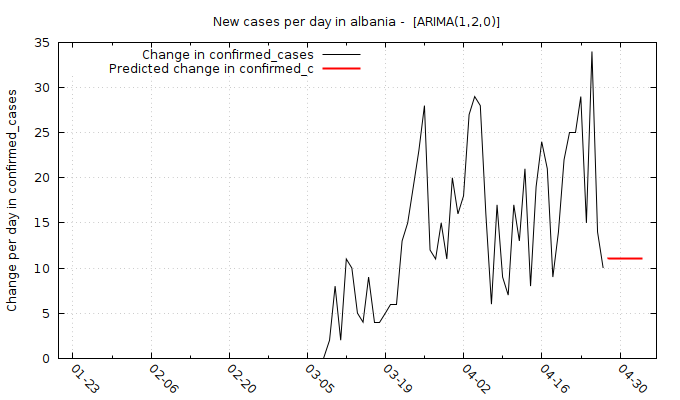 New cases per day in albania -  [ARIMA(1,2,0)]
Change in confirmed_cases
Predicted change in confirmed_c
Change per day in confirmed_cases
35
30
25
20
15
10
5
0
01-23 02-06 02-20 03-05 03-19 04-02 04-16 04-30